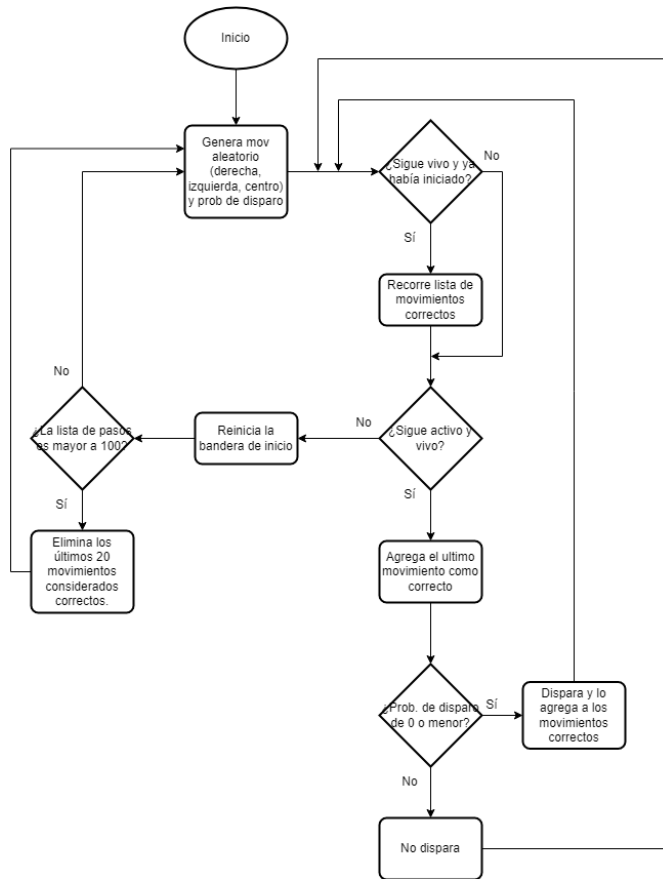 Inicio
Genera mov
aleatorio
(derecha,
izquierda, centro)
y prob de disparo
¿Sigue vivo y ya
había iniciado?
No
Sí
Recorre lista de
movimientos
correctos
No
¿La lista de pasos
es mayor a 100?
Reinicia la
bandera de inicio
No
¿Sigue activo y
vivo?
Sí
Sí
Elimina los
últimos 20
movimientos
considerados
correctos.
Agrega el ultimo
movimiento como
correcto
¿Prob. de disparo
de 0 o menor?
Sí
Dispara y lo
agrega a los
movimientos
correctos
No
No dispara